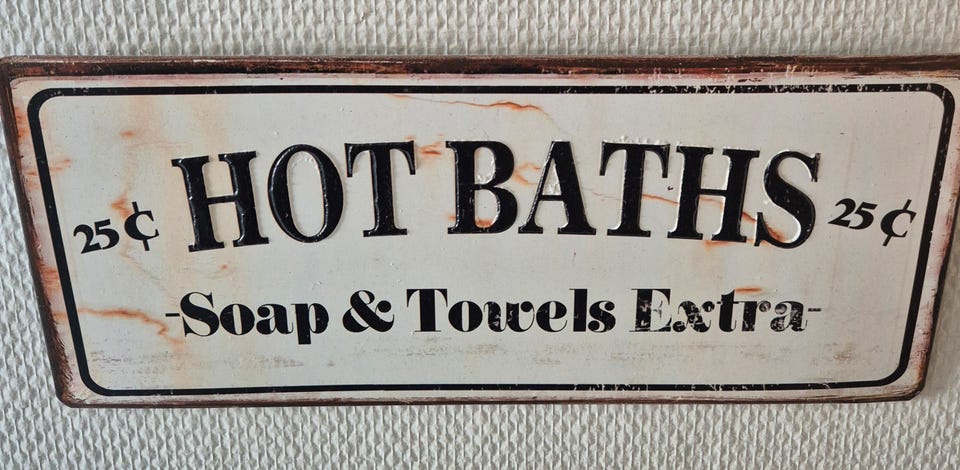 25¢ HOT BATHS 25¢
-Soap & Towels Extra-